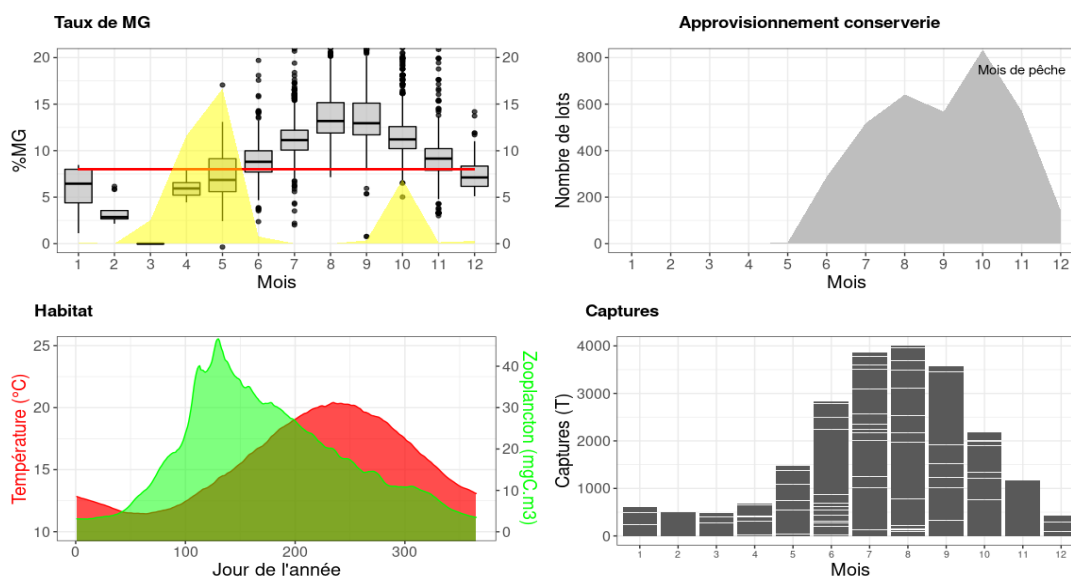 Taux de MG
20
15
10
5
0
%MG
20
15
10
5
0
1 2 3 4 5 6 7 8 9 10 11 12
Mois
Approvisionnement conserverie
Mois de pêche
800
600
400
200
0
Nombre de lots
1 2 3 4 5 6 7 8 9 10 11 12
Mois
Habitat
25
20
15
10
Température (°C)
40
30
20
10
0
Zooplancton (mgC.m3)
0 100 200 300
Jour de l'année
Captures
4000
3000
2000
1000
0
Captures (T)
1 2 3 4 5 6 7 8 9 10 11 12
Mois